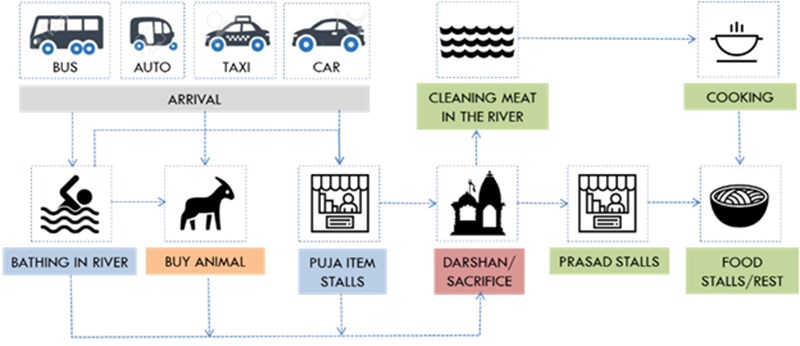 BUS
AUTO
TAXI
CAR
ARRIVAL
CLEANING MEAT
IN THE RIVER
COOKING
BATHING IN RIVER
BUY ANIMAL
PUJA ITEM
STALLS
DARSHAN/
SACRIFICE
PRASAD STALLS
FOOD
STALLS/REST